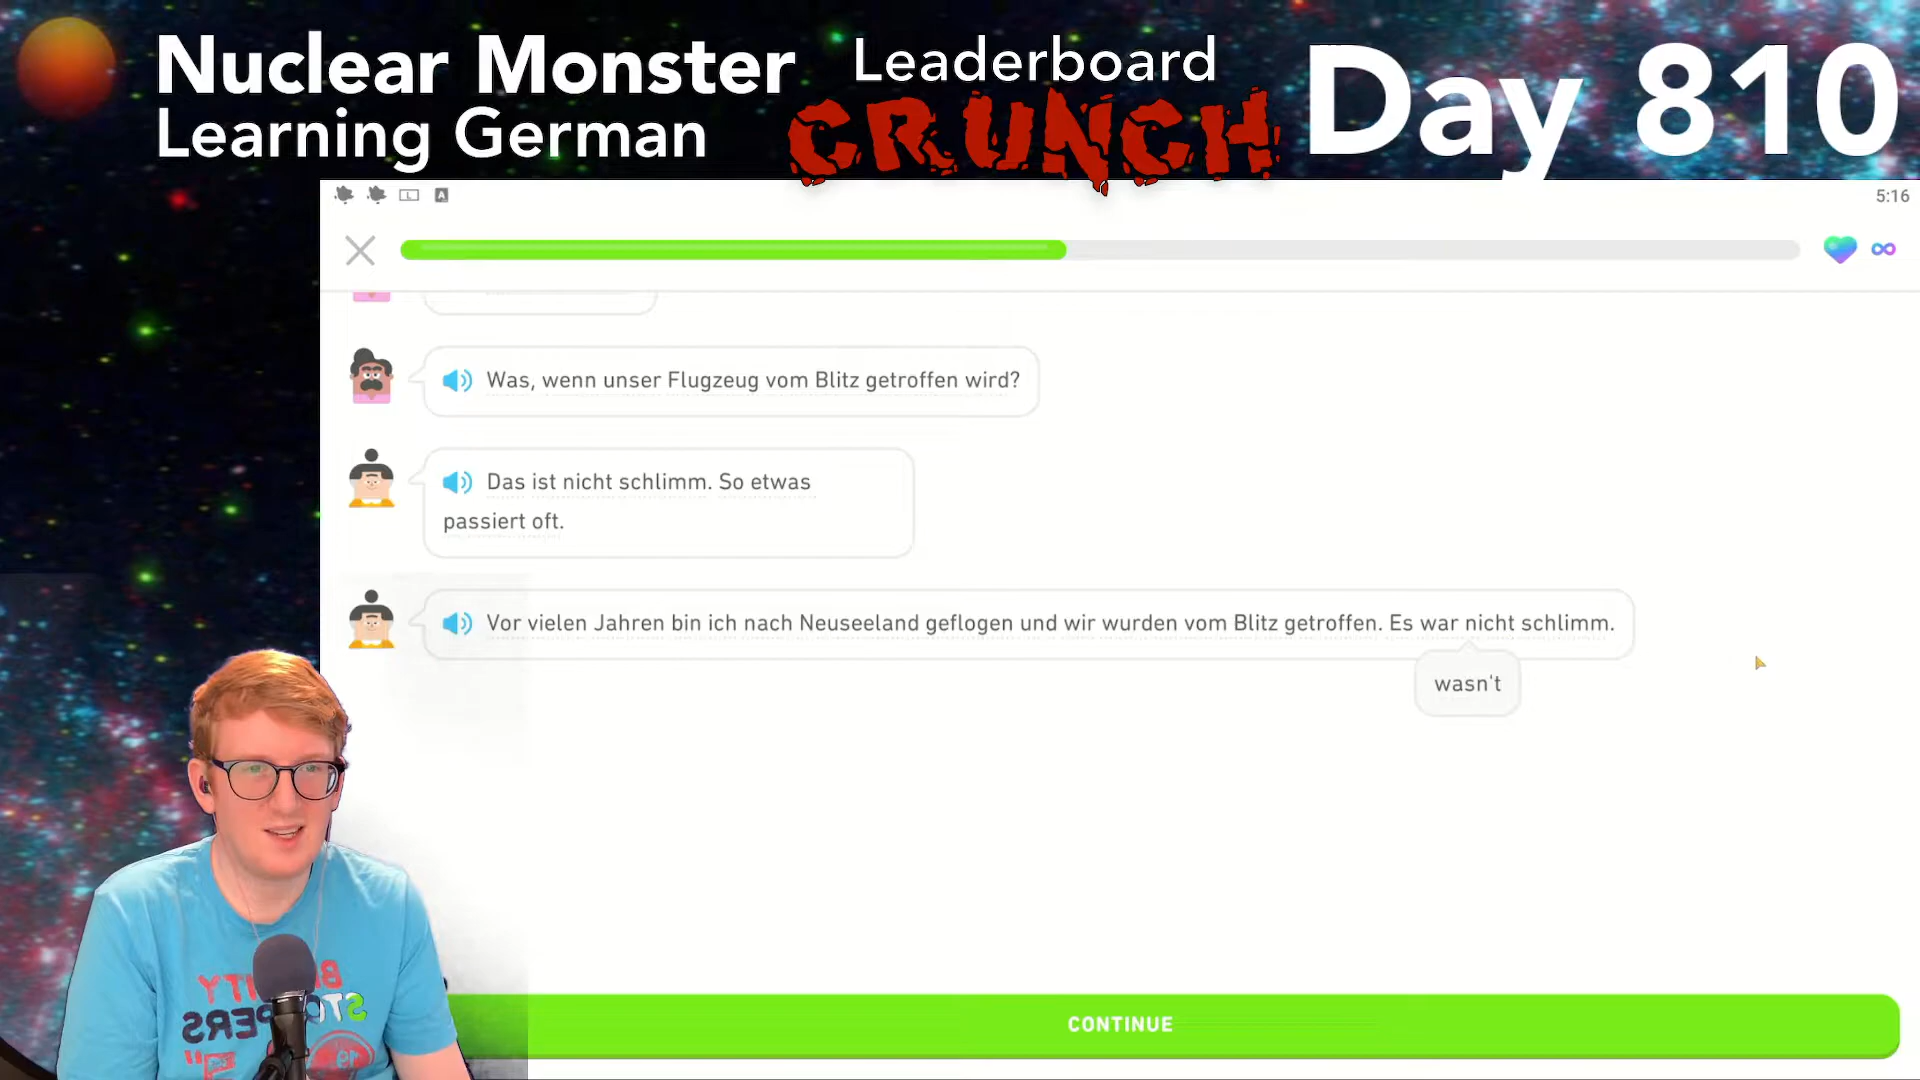 Nuclear Monster
Learning German
Leaderboard
CRUNCH
Day 810
L
A
5:16
Was, wenn unser Flugzeug vom Blitz getroffen wird?
Das ist nicht schlimm. So etwas
passiert oft.
Vor vielen Jahren bin ich nach Neuseeland geflogen und wir wurden vom Blitz getroffen. Es war nicht schlimm.
wasn't
CONTINUE